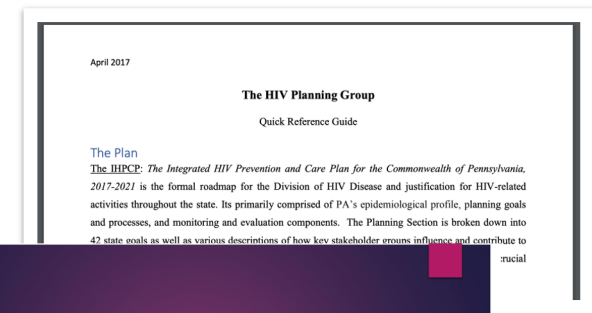 April 2017
The HIV Planning Group
Quick Reference Guide
The Plan
The IHPCP: The Integrated HIV Prevention and Care Plan for the Commonwealth of Pennsylvania,
2017-2021 is the formal roadmap for the Division of HIV Disease and justification for HIV-related
activities throughout the state. Its primarily comprised of PA's epidemiological profile, planning goals
and processes, and monitoring and evaluation components. The Planning Section is broken down into
42 state goals as well as various descriptions of how key stakeholder groups influence and contribute to